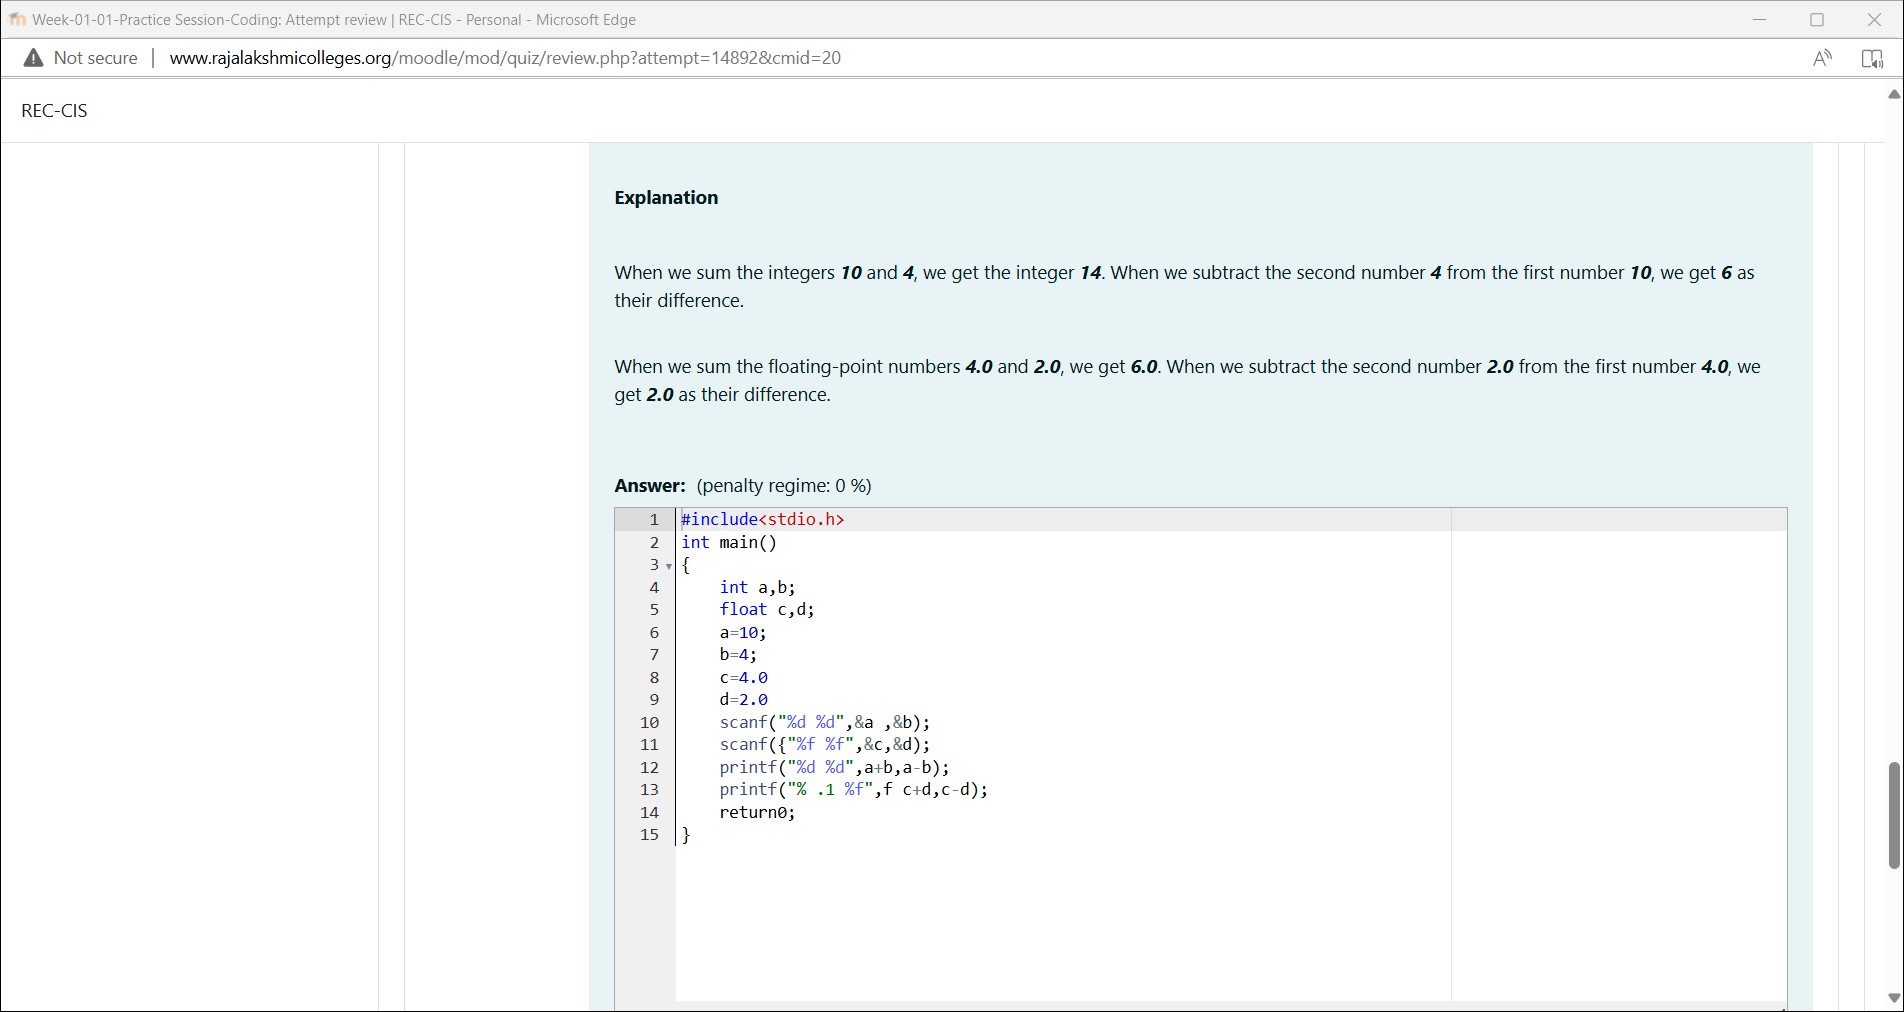 Week-01-01-Practice Session-Coding: Attempt review | REC-CIS - Personal - Microsoft Edge
Not secure | www.rajalakshmicolleges.org/moodle/mod/quiz/review.php?attempt=14892&cmid=20
REC-CIS
Explanation
When we sum the integers 10 and 4, we get the integer 14. When we subtract the second number 4 from the first number 10, we get 6 as
their difference.
When we sum the floating-point numbers 4.0 and 2.0, we get 6.0. When we subtract the second number 2.0 from the first number 4.0, we
get 2.0 as their difference.
Answer: (penalty regime: 0 %)
1 #include<stdio.h>
2 int main()
3 {
4 int a,b;
5 float c,d;
6 a=10;
7 b=4;
8 c=4.0
9 d=2.0
10 scanf("%d %d",&a ,&b);
11 scanf({"%f %f",&c,&d);
12 printf("%d %d",a+b,a-b);
13 printf("% .1 %f",f c+d,c-d);
14 return0;
15 }